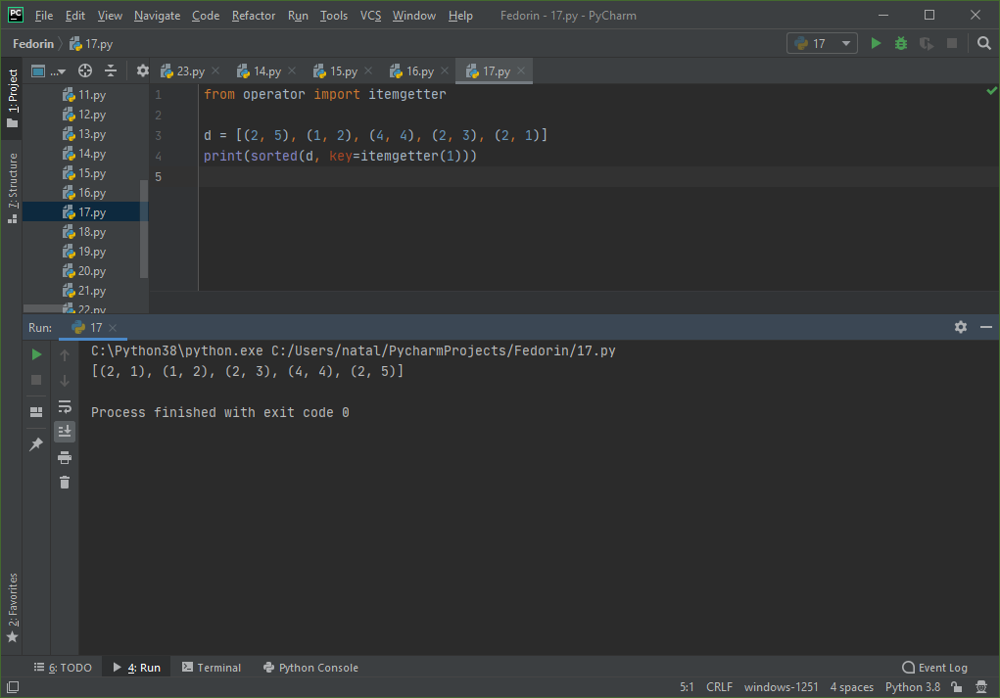 PC File Edit View Navigate Code Refactor Run Tools VCS Window Help Fedorin - 17.py - PyCharm
Fedorin 17.py 17
1: Project
... 23.py 14.py 15.py 16.py 17.py
11.py
12.py
13.py
14.py
15.py
16.py
17.py
18.py
19.py
20.py
21.py
22.py
7: Structure
1 from operator import itemgetter
2
3 d = [(2, 5), (1, 2), (4, 4), (2, 3), (2, 1)]
4 print(sorted(d, key=itemgetter(1)))
5
Run: 17
C:\Python38\python.exe C:/Users/natal/PycharmProjects/Fedorin/17.py
[(2, 1), (1, 2), (2, 3), (4, 4), (2, 5)]
Process finished with exit code 0
2: Favorites
6: TODO 4: Run Terminal Python Console Event Log
5:1 CRLF windows-1251 4 spaces Python 3.8